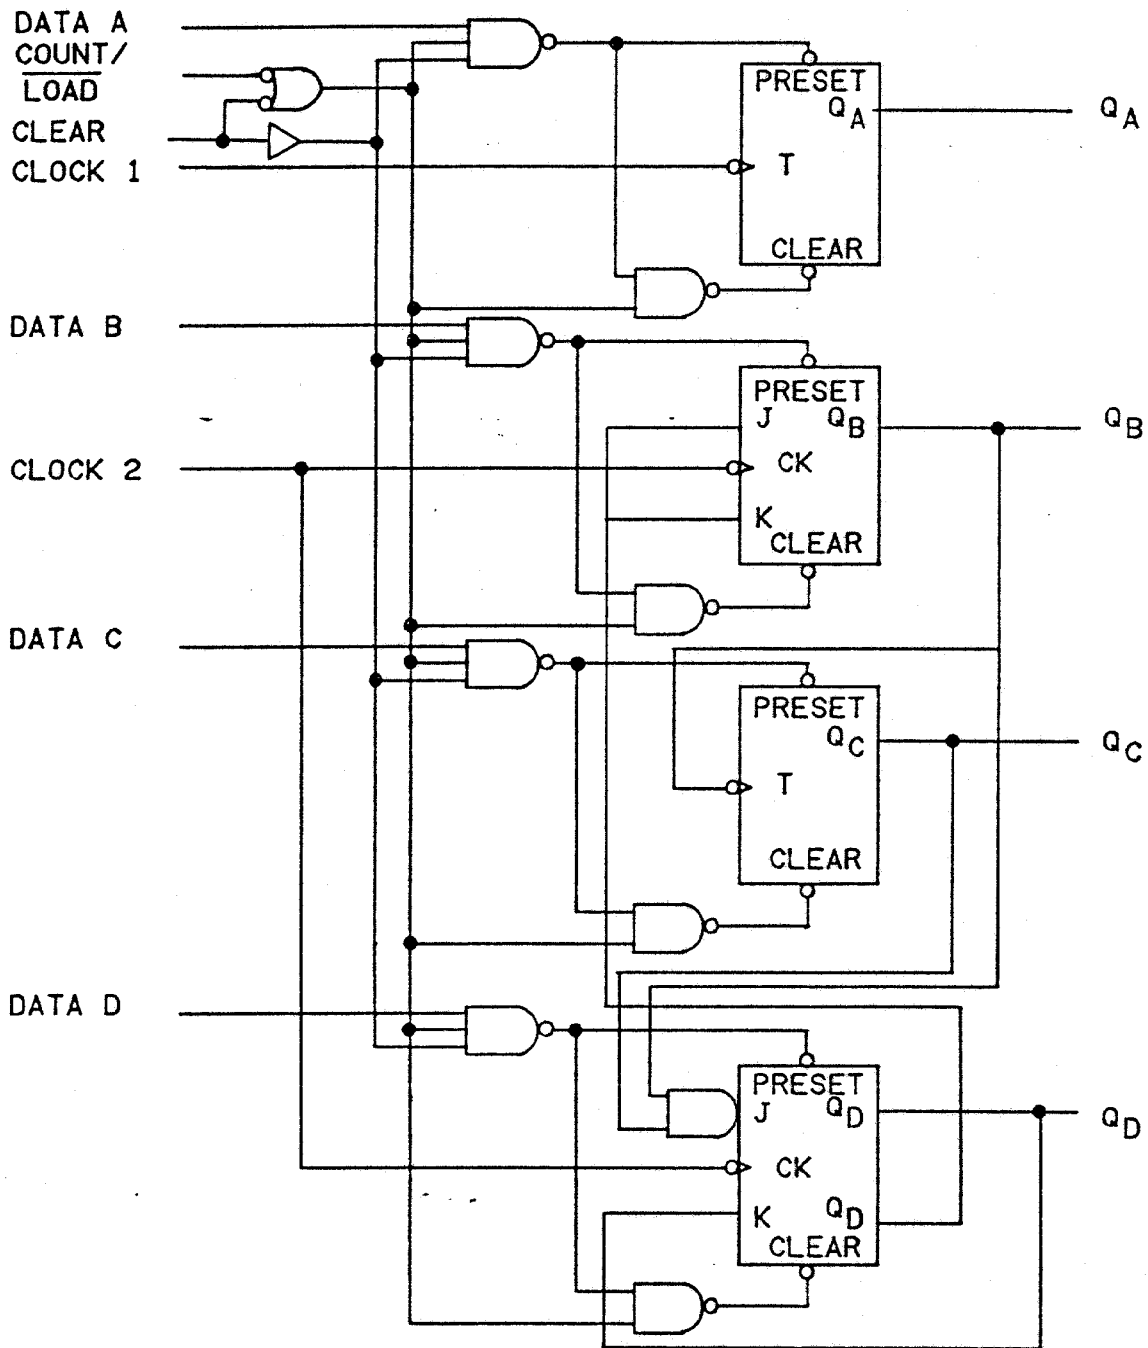 DATA A
COUNT/
LOAD
CLEAR
CLOCK 1
PRESET
QA
QA
T
CLEAR
DATA B
PRESET
J QB
QB
CLOCK 2
CK
K
CLEAR
DATA C
PRESET
QC
QC
T
CLEAR
DATA D
PRESET
J QD
QD
CK
K QD
CLEAR